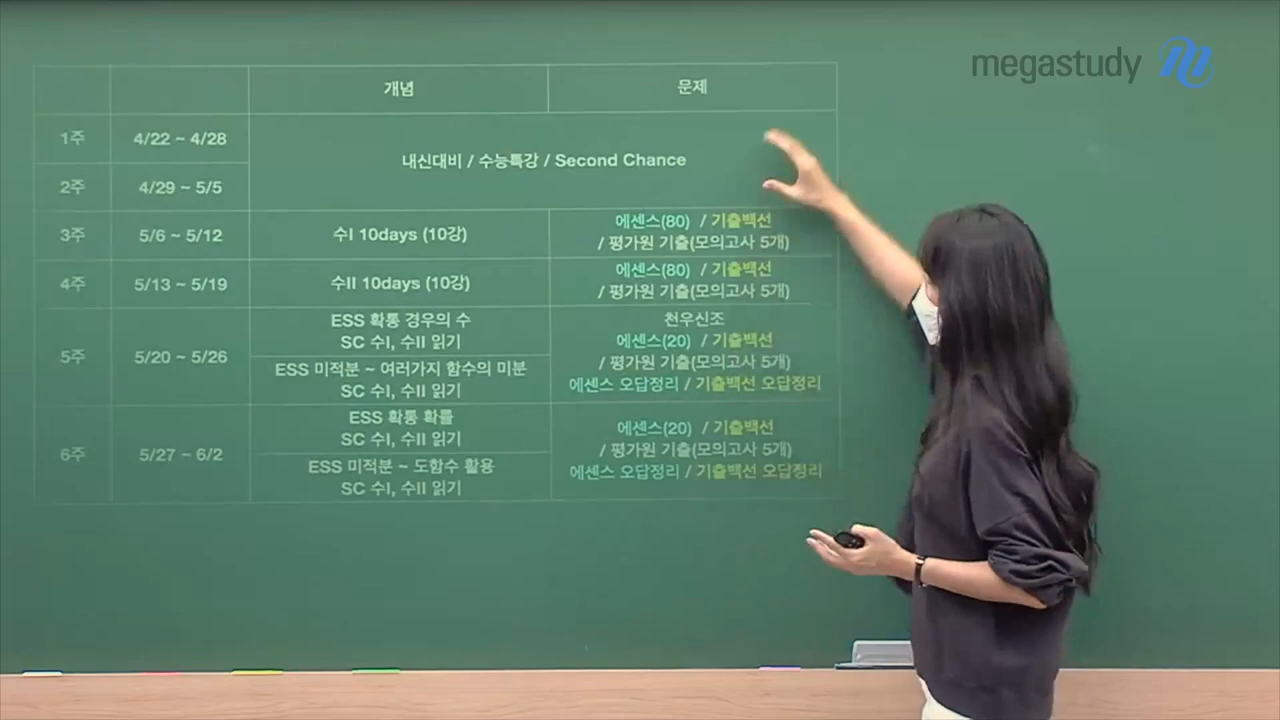 megastudy
개념
문제
1주
4/22 ~ 4/28
내신대비 / 수능특강 / Second Chance
2주
4/29 ~ 5/5
3주
5/6 ~ 5/12
수I 10days (10강)
에센스(80) / 기출백선
/ 평가원 기출(모의고사 5개)
4주
5/13 ~ 5/19
수II 10days (10강)
에센스(80) / 기출백선
/ 평가원 기출(모의고사 5개)
5주
5/20 ~ 5/26
ESS 확통 경우의 수
SC 수I, 수II 읽기
ESS 미적분 ~ 여러가지 함수의 미분
SC 수I, 수II 읽기
천우신조
에센스(20) / 기출백선
/ 평가원 기출(모의고사 5개)
에센스 오답정리 / 기출백선 오답정리
6주
5/27 ~ 6/2
ESS 확통 확률
SC 수I, 수II 읽기
ESS 미적분 ~ 도함수 활용
SC 수I, 수II 읽기
에센스(20) / 기출백선
/ 평가원 기출(모의고사 5개)
에센스 오답정리 / 기출백선 오답정리